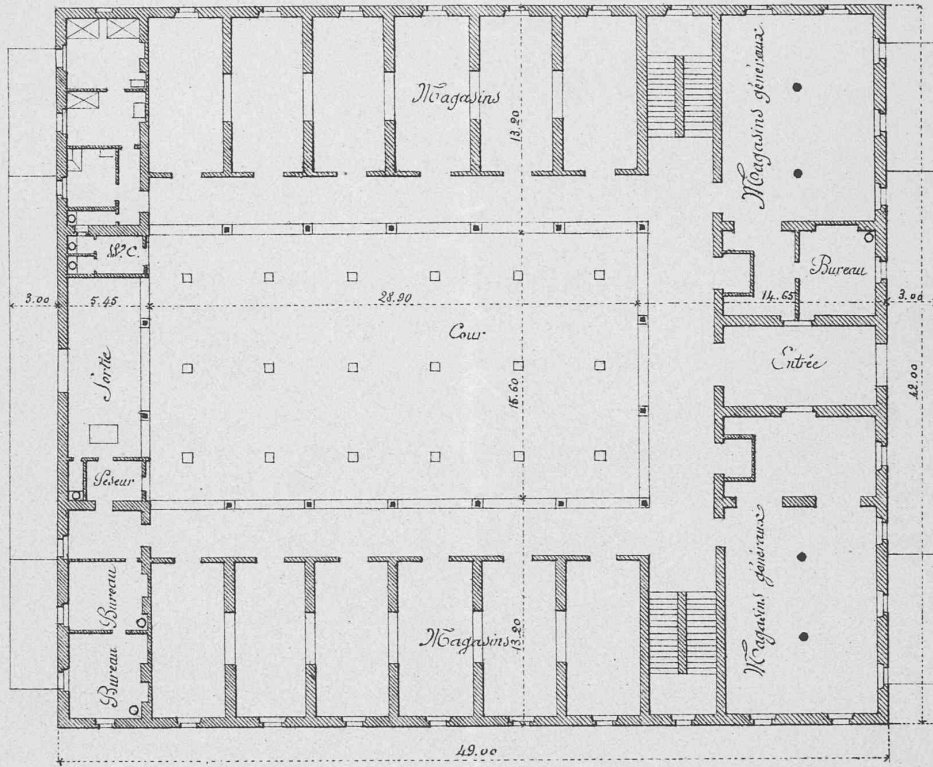 Magasins
13.20
Magasins généraux
W.C.
Bureau
3.00
5.45
28.90
14.65
3.00
Cour
Entrée
Sortie
15.60
42.00
Peseur
Bureau
Magasins
13.20
Magasins généraux
Bureau
49.00